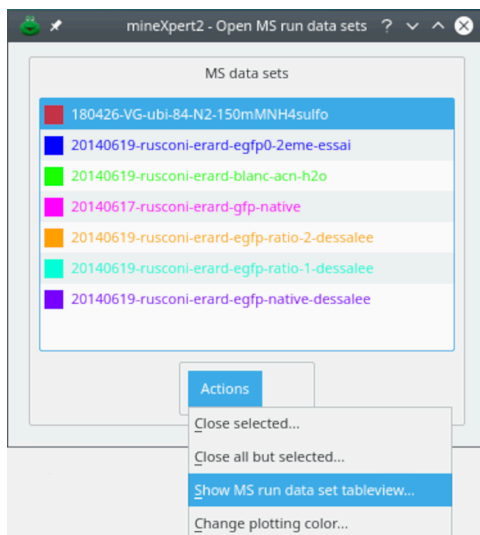 mineXpert2 - Open MS run data sets ?
MS data sets
180426-VG-ubi-84-N2-150mMNH4sulfo
20140619-rusconi-erard-egfp0-2eme-essai
20140619-rusconi-erard-blanc-acn-h2o
20140617-rusconi-erard-gfp-native
20140619-rusconi-erard-egfp-ratio-2-dessalee
20140619-rusconi-erard-egfp-ratio-1-dessalee
20140619-rusconi-erard-egfp-native-dessalee
Actions
Close selected...
Close all but selected...
Show MS run data set tableview...
Change plotting color...